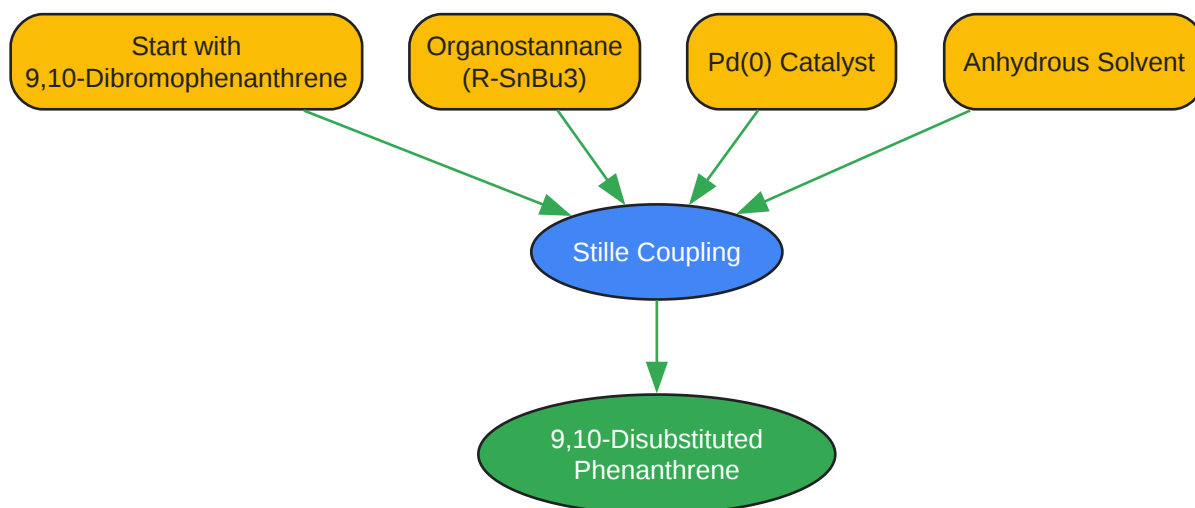 Start with
9,10-Dibromophenanthrene
Organostannane
(R-SnBu3)
Pd(0) Catalyst
Anhydrous Solvent
Stille Coupling
9,10-Disubstituted
Phenanthrene